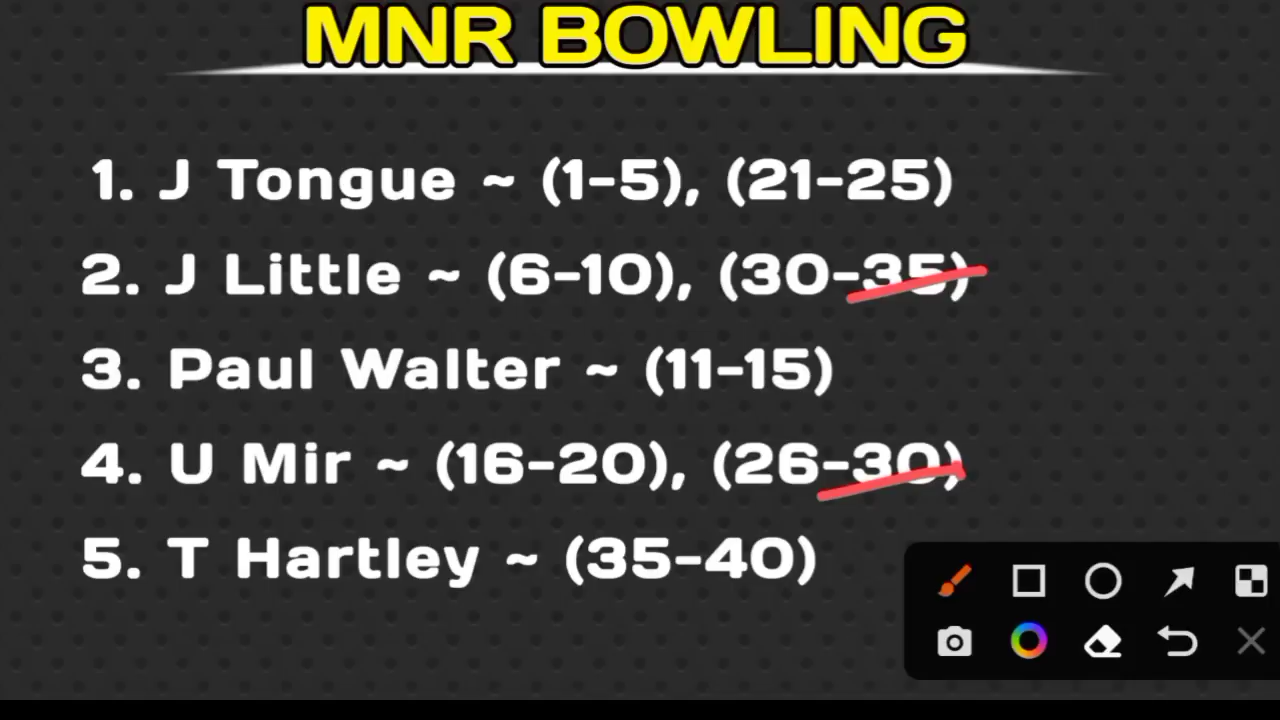 MNR BOWLING
1. J Tongue ~ (1-5), (21-25)
2. J Little ~ (6-10), (30-35)
3. Paul Walter ~ (11-15)
4. U Mir ~ (16-20), (26-30)
5. T Hartley ~ (35-40)